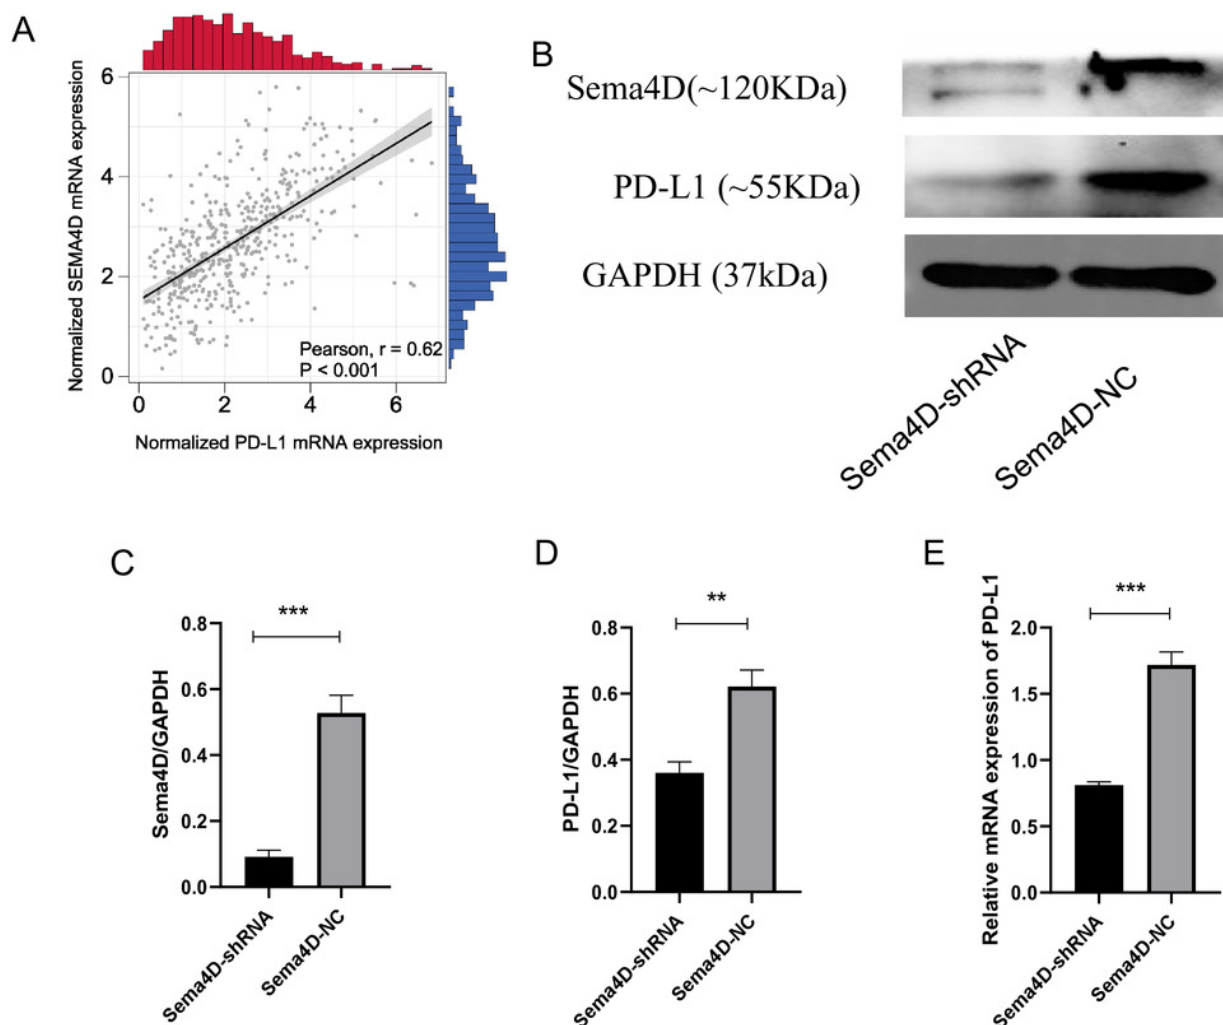 A
6
4
2
0
Normalized SEMA4D mRNA expression
Pearson, r = 0.62
P < 0.001
0 2 4 6
Normalized PD-L1 mRNA expression
B
Sema4D(~120KDa)
PD-L1 (~55KDa)
GAPDH (37kDa)
Sema4D-shRNA
Sema4D-NC
C
***
0.8
0.6
0.4
0.2
0.0
Sema4D/GAPDH
Sema4D-shRNA
Sema4D-NC
D
**
0.8
0.6
0.4
0.2
0.0
PD-L1/GAPDH
Sema4D-shRNA
Sema4D-NC
E
***
2.0
1.5
1.0
0.5
0.0
Relative mRNA expression of PD-L1
Sema4D-shRNA
Sema4D-NC